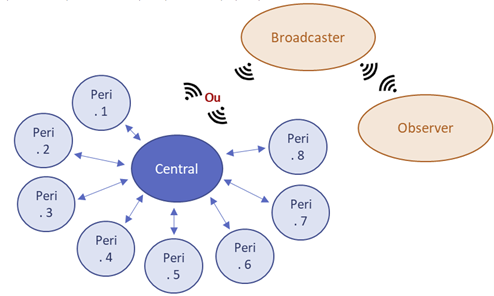 Broadcaster
Ou
Observer
Peri
. 1
Peri
. 2
Peri
. 3
Peri
. 4
Peri
. 5
Peri
. 6
Peri
. 7
Peri
. 8
Central